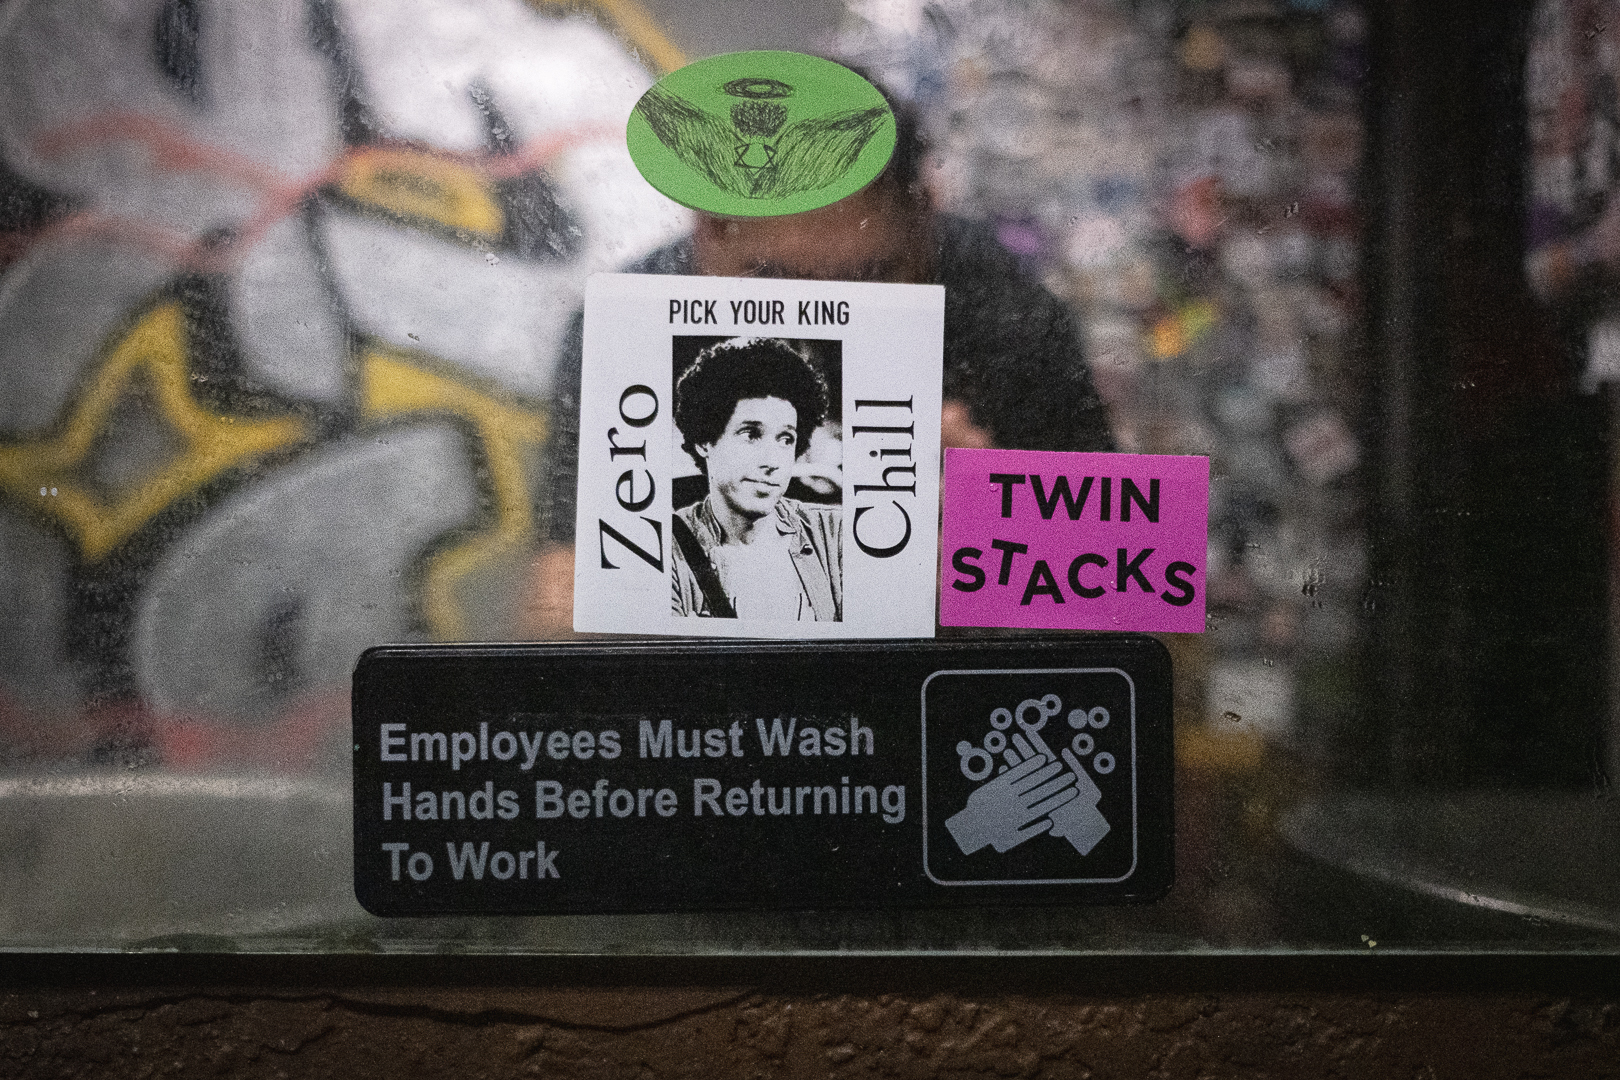 PICK YOUR KING
Zero
Chill
TWIN
STACKS
Employees Must Wash
Hands Before Returning
To Work